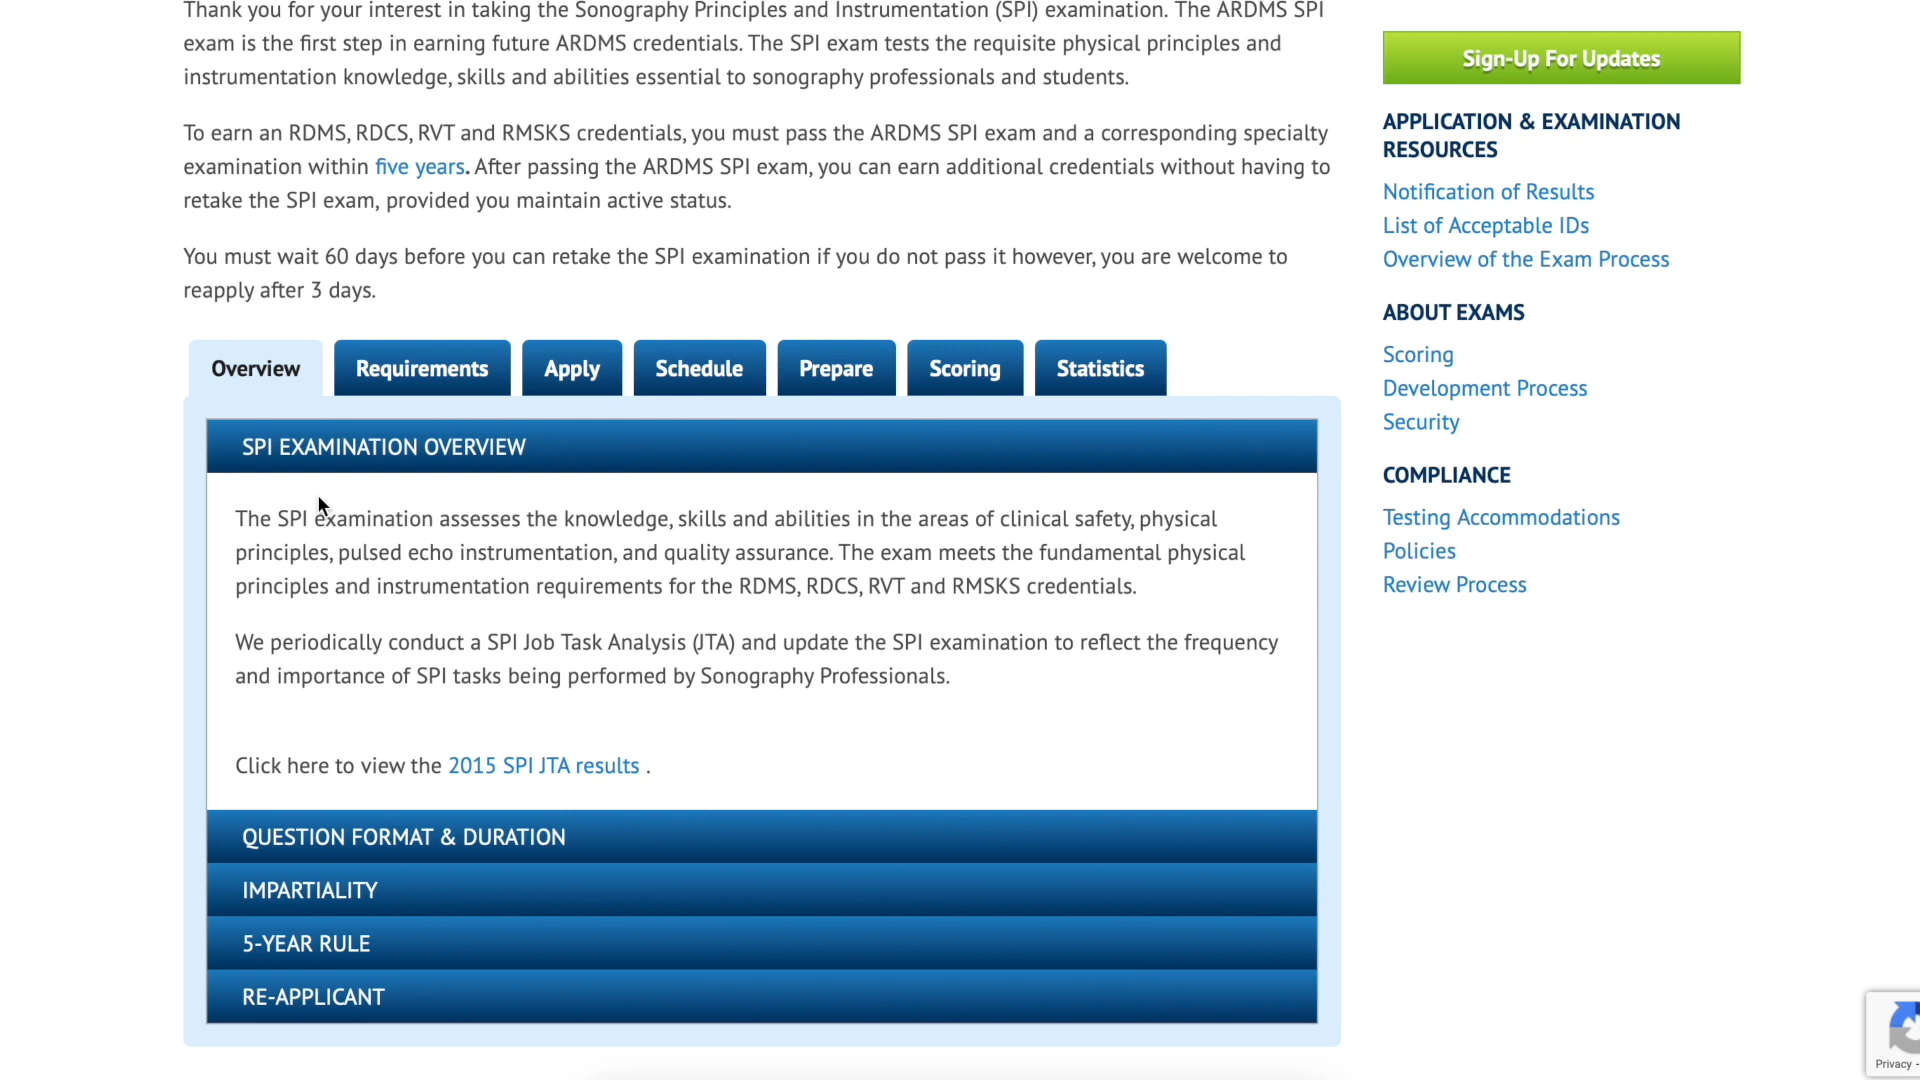 Thank you for your interest in taking the Sonography Principles and Instrumentation (SPI) examination. The ARDMS SPI
exam is the first step in earning future ARDMS credentials. The SPI exam tests the requisite physical principles and
instrumentation knowledge, skills and abilities essential to sonography professionals and students.
To earn an RDMS, RDCS, RVT and RMSKS credentials, you must pass the ARDMS SPI exam and a corresponding specialty
examination within five years. After passing the ARDMS SPI exam, you can earn additional credentials without having to
retake the SPI exam, provided you maintain active status.
You must wait 60 days before you can retake the SPI examination if you do not pass it however, you are welcome to
reapply after 3 days.
Overview
Requirements
Apply
Schedule
Prepare
Scoring
Statistics
SPI EXAMINATION OVERVIEW
The SPI examination assesses the knowledge, skills and abilities in the areas of clinical safety, physical
principles, pulsed echo instrumentation, and quality assurance. The exam meets the fundamental physical
principles and instrumentation requirements for the RDMS, RDCS, RVT and RMSKS credentials.
We periodically conduct a SPI Job Task Analysis (JTA) and update the SPI examination to reflect the frequency
and importance of SPI tasks being performed by Sonography Professionals.
Click here to view the 2015 SPI JTA results .
QUESTION FORMAT & DURATION
IMPARTIALITY
5-YEAR RULE
RE-APPLICANT
Sign-Up For Updates
APPLICATION & EXAMINATION
RESOURCES
Notification of Results
List of Acceptable IDs
Overview of the Exam Process
ABOUT EXAMS
Scoring
Development Process
Security
COMPLIANCE
Testing Accommodations
Policies
Review Process
Privacy -